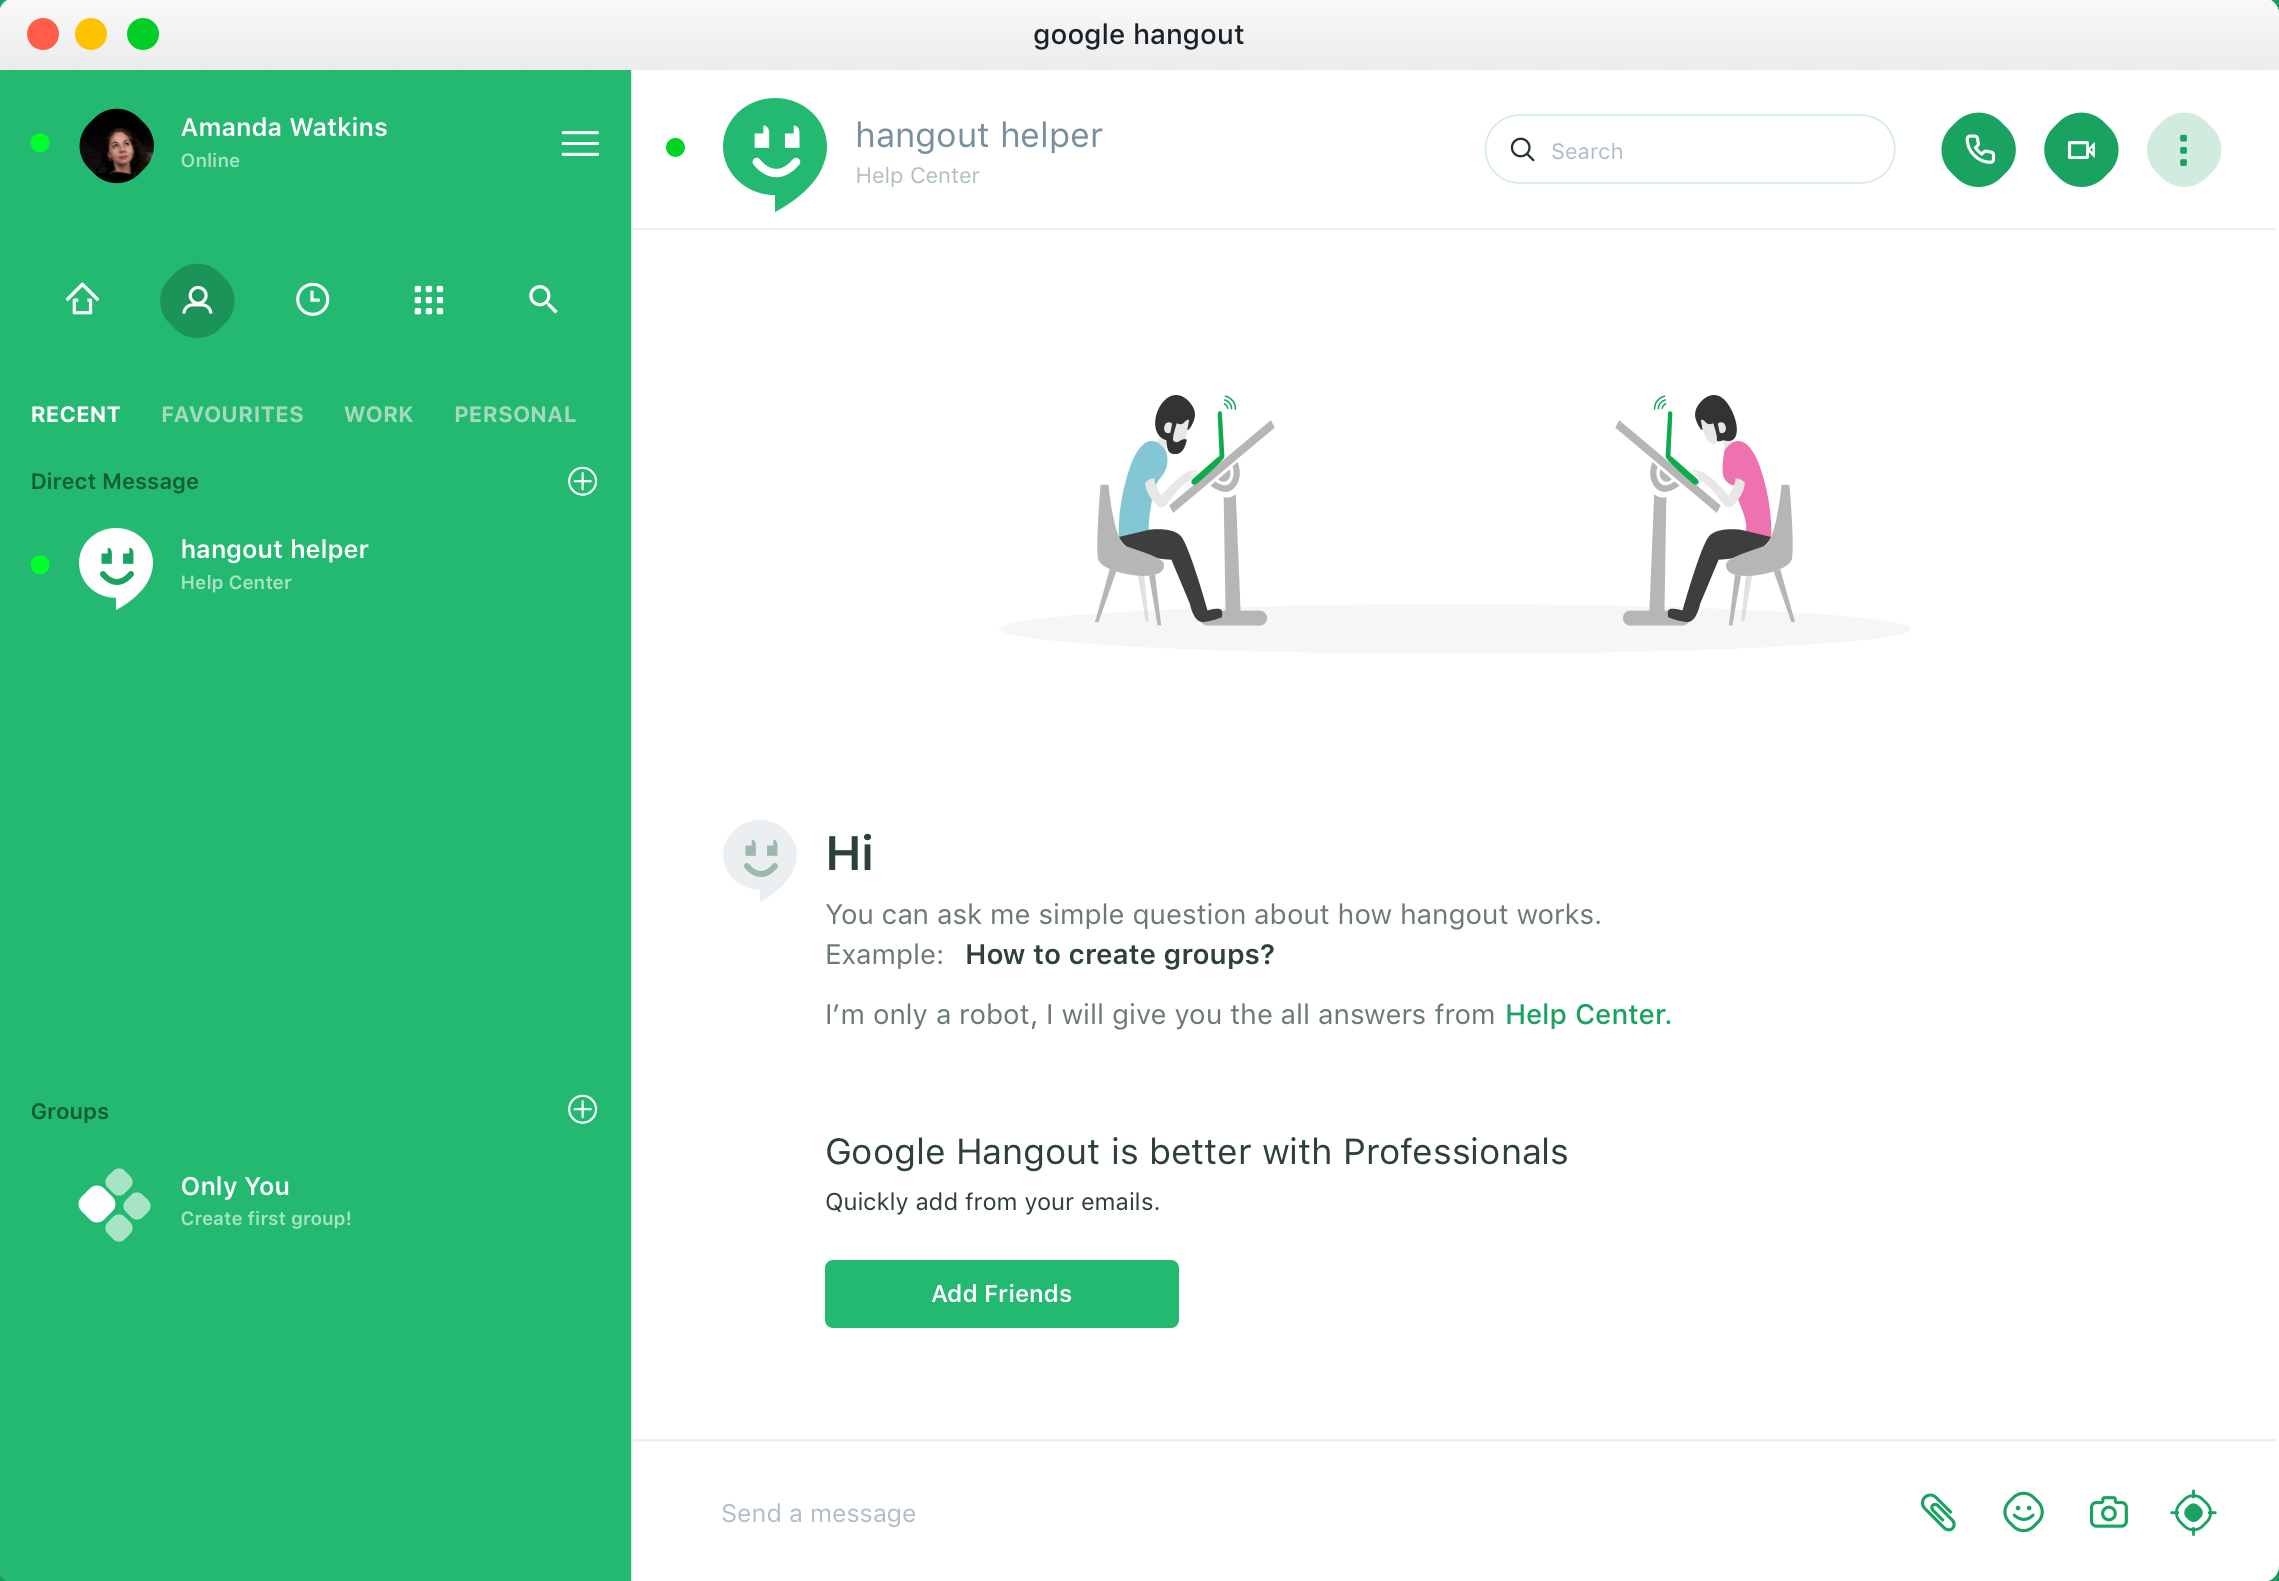 google hangout
Amanda Watkins
Online
RECENT FAVOURITES WORK PERSONAL
Direct Message
hangout helper
Help Center
Groups
Only You
Create first group!
hangout helper
Help Center
Search
Hi
You can ask me simple question about how hangout works.
Example: How to create groups?
I’m only a robot, I will give you the all answers from Help Center.
Google Hangout is better with Professionals
Quickly add from your emails.
Add Friends
Send a message